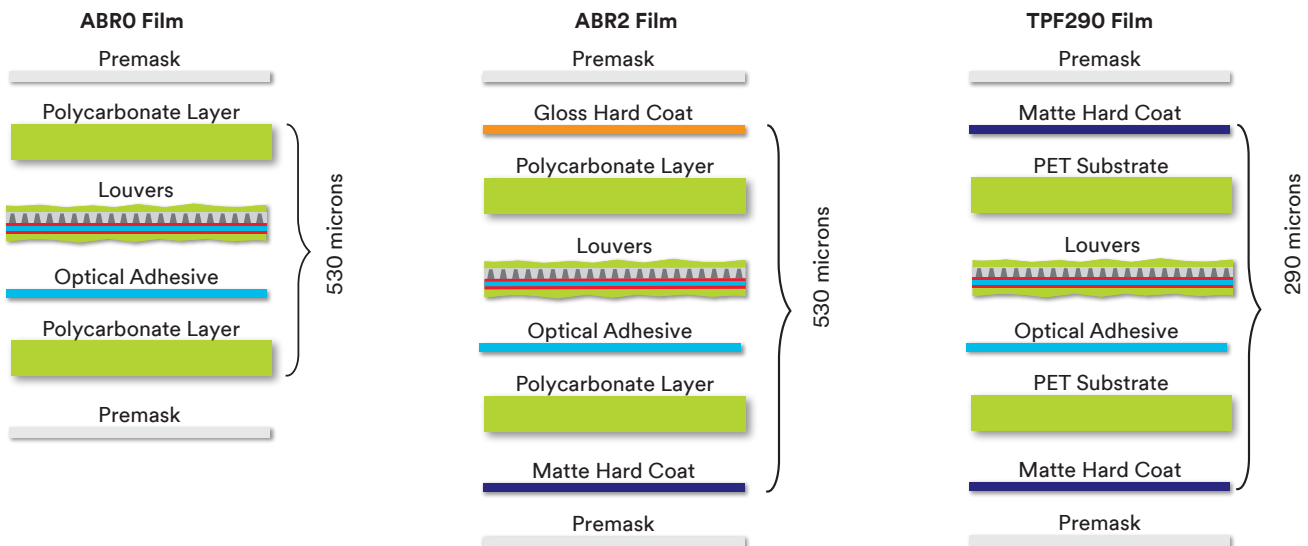 ABR0 Film
Premask
Polycarbonate Layer
Louvers
Optical Adhesive
Polycarbonate Layer
Premask
530 microns
ABR2 Film
Premask
Gloss Hard Coat
Polycarbonate Layer
Louvers
Optical Adhesive
Polycarbonate Layer
Matte Hard Coat
Premask
530 microns
TPF290 Film
Premask
Matte Hard Coat
PET Substrate
Louvers
Optical Adhesive
PET Substrate
Matte Hard Coat
Premask
290 microns